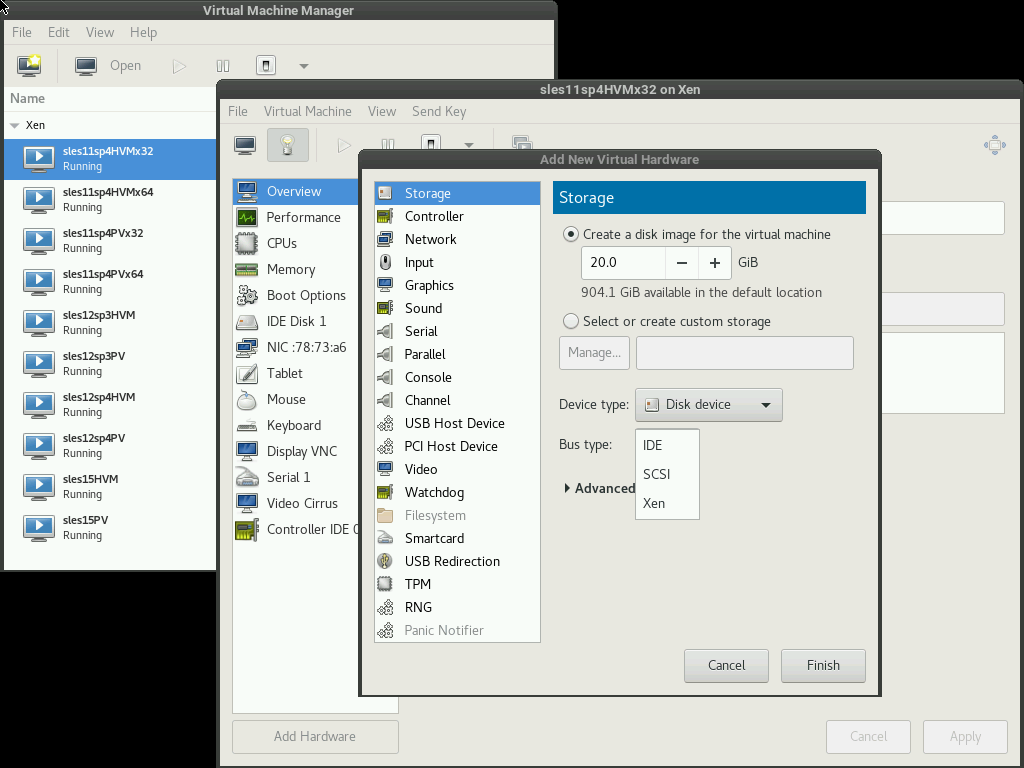 Virtual Machine Manager
File Edit View Help
Open
Name
Xen
sles11sp4HVMx32
Running
sles11sp4HVMx64
Running
sles11sp4PVx32
Running
sles11sp4PVx64
Running
sles12sp3HVM
Running
sles12sp3PV
Running
sles12sp4HVM
Running
sles12sp4PV
Running
sles15HVM
Running
sles15PV
Running
sles11sp4HVMx32 on Xen
File Virtual Machine View Send Key
Overview
Performance
CPUs
Memory
Boot Options
IDE Disk 1
NIC :78:73:a6
Tablet
Mouse
Keyboard
Display VNC
Serial 1
Video Cirrus
Controller IDE 0
Add Hardware
Cancel
Apply
Add New Virtual Hardware
Storage
Controller
Network
Input
Graphics
Sound
Serial
Parallel
Console
Channel
USB Host Device
PCI Host Device
Video
Watchdog
Filesystem
Smartcard
USB Redirection
TPM
RNG
Panic Notifier
Storage
Create a disk image for the virtual machine
20.0 − + GiB
904.1 GiB available in the default location
Select or create custom storage
Manage...
Device type: Disk device
Bus type:
IDE
SCSI
Xen
Advanced
Cancel
Finish